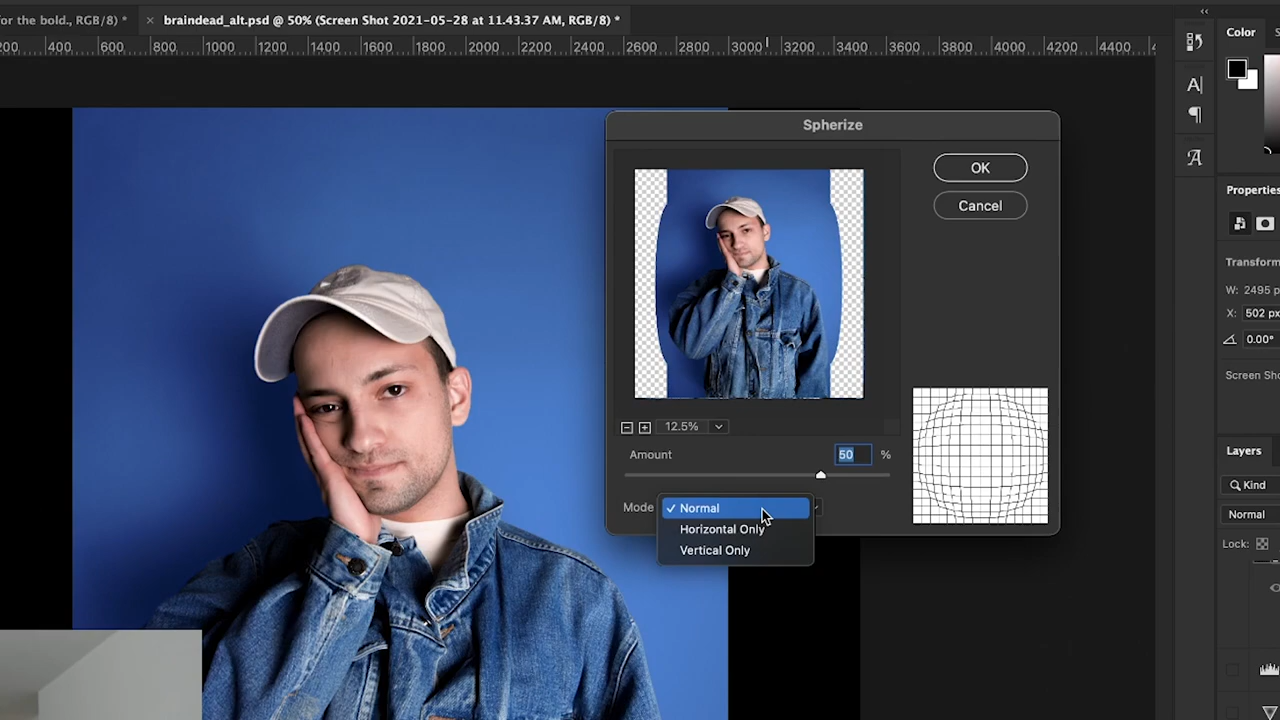 for the bold., RGB/8) *
× braindead_alt.psd @ 50% (Screen Shot 2021-05-28 at 11.43.37 AM, RGB/8) *
200 400 600 800 1000 1200 1400 1600 1800 2000 2200 2400 2600 2800 3000 3200 3400 3600 3800 4000 4200 4400 4
Color
S
Spherize
OK
Cancel
12.5%
Amount 50 %
Mode ✓ Normal
Horizontal Only
Vertical Only
A|
¶
A
Properties
Transform
W: 2495 p
X: 502 px
0.00°
Screen Sho
Layers
Kind
Normal
Lock: